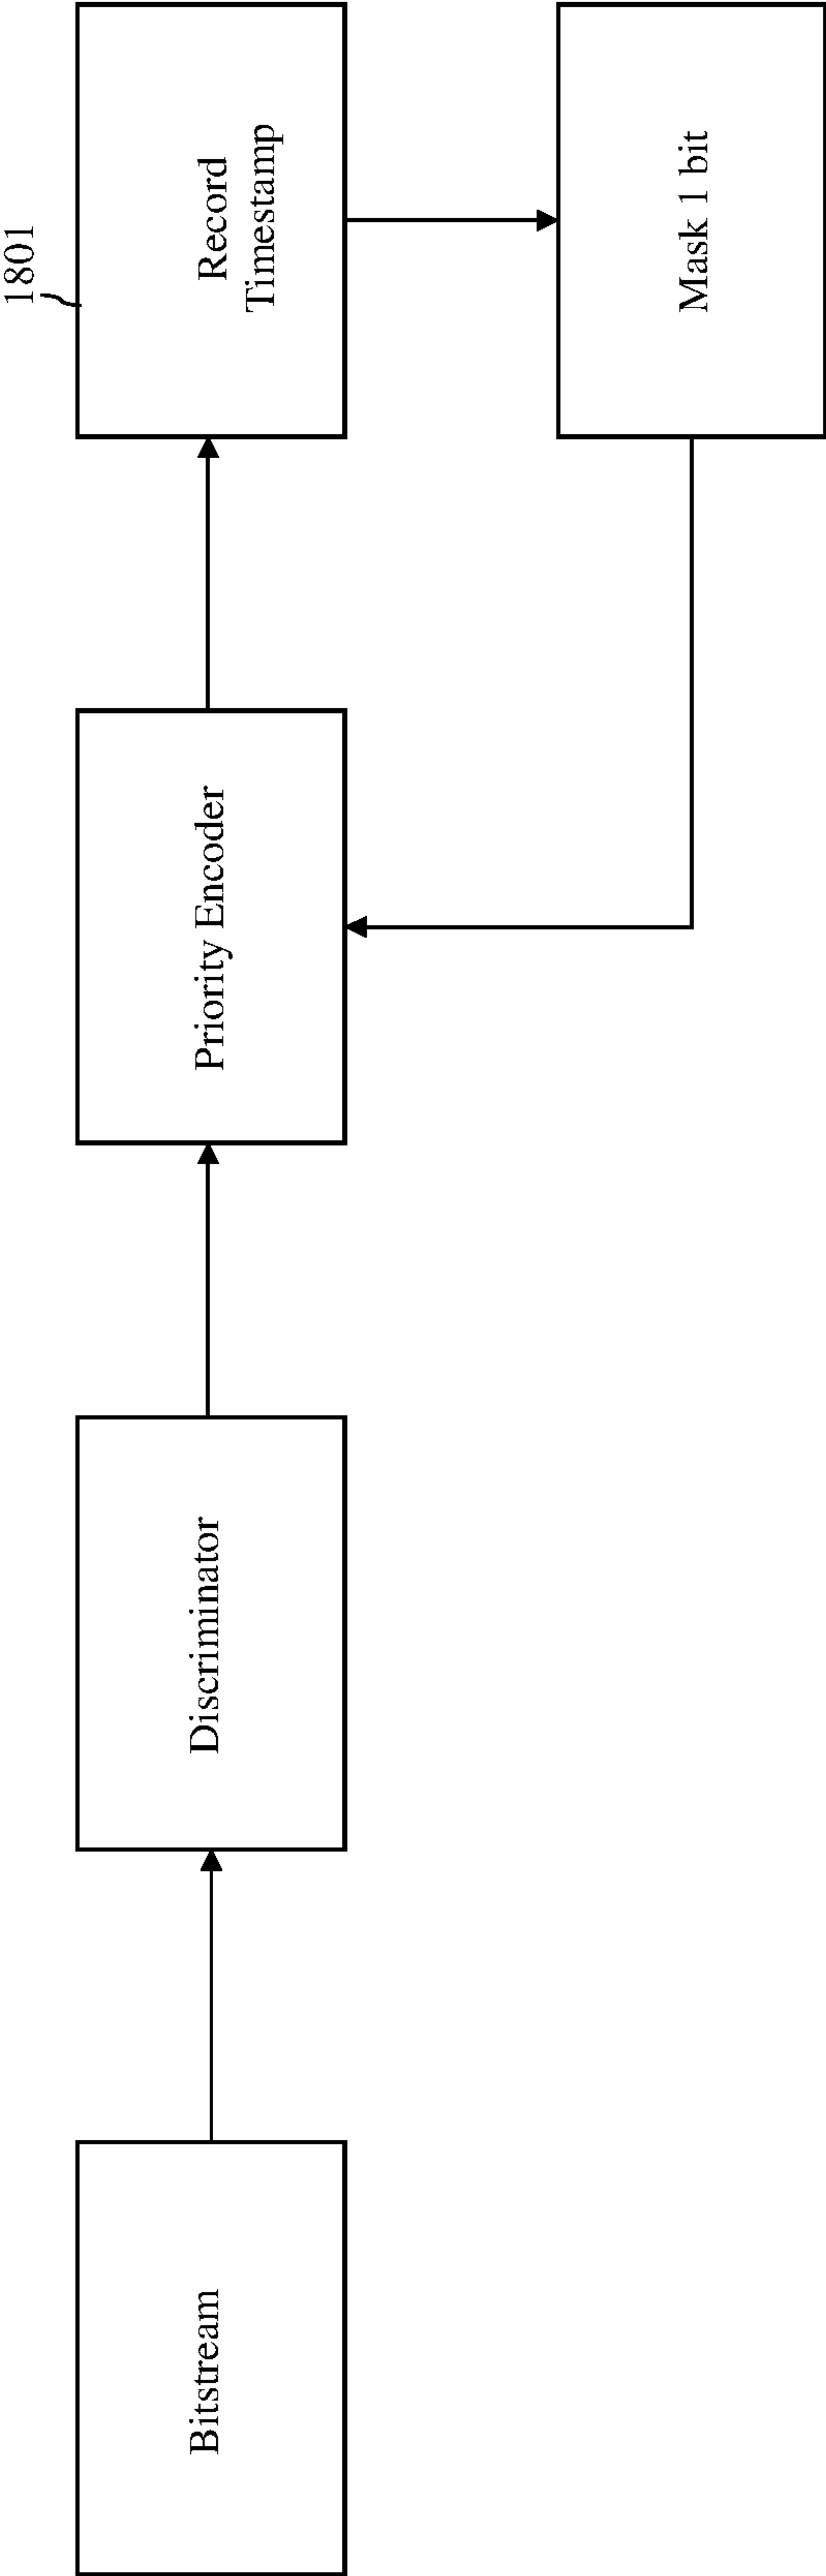 Bitstream
Discriminator
Priority Encoder
Record
Timestamp
1801
Mask 1 bit